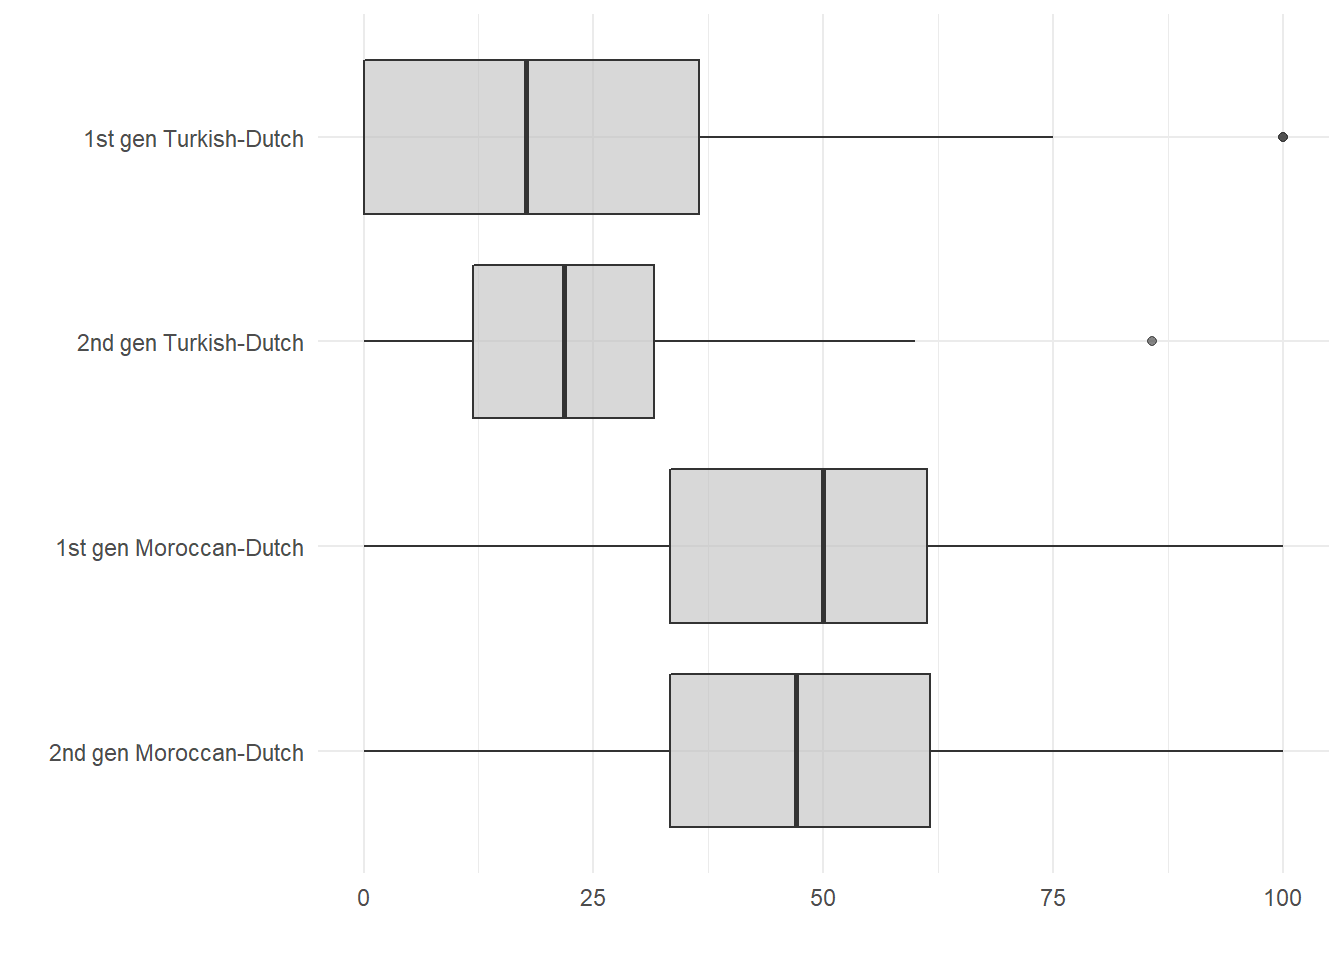 1st gen Turkish-Dutch
2nd gen Turkish-Dutch
1st gen Moroccan-Dutch
2nd gen Moroccan-Dutch
0 25 50 75 100